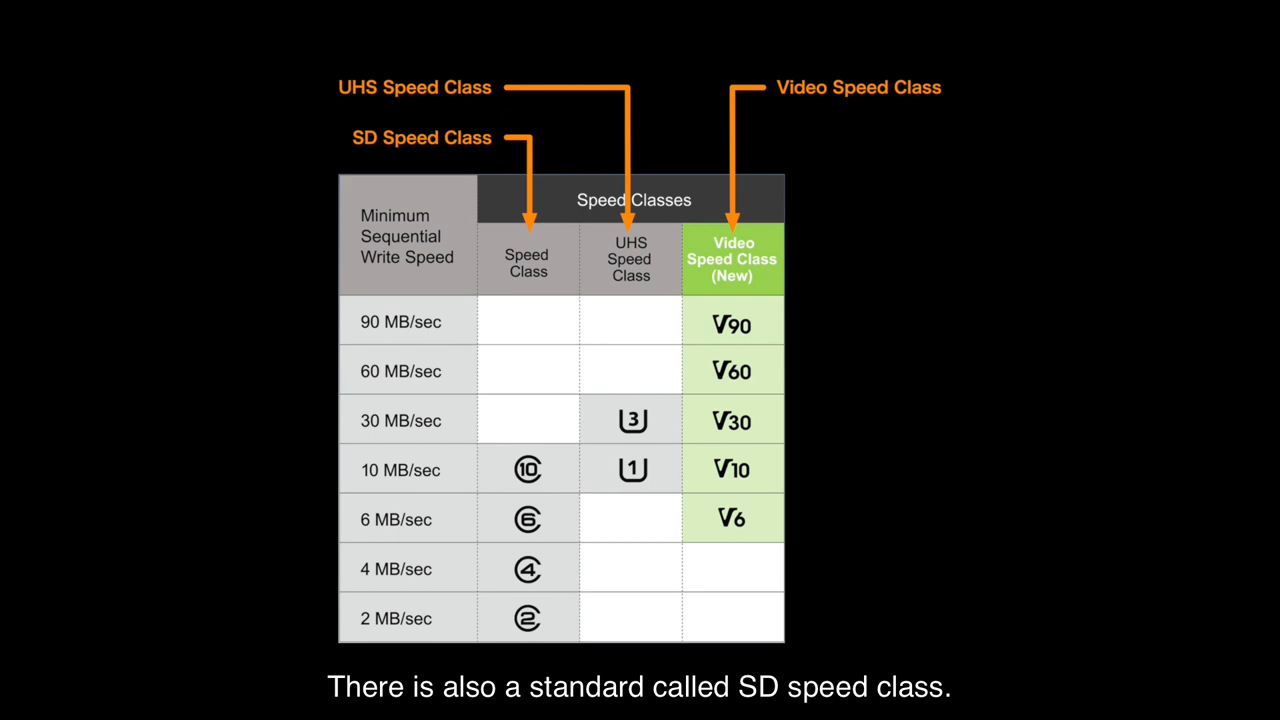 UHS Speed Class
Video Speed Class
SD Speed Class
Speed Classes
Minimum
Sequential
Write Speed
Speed
Class
UHS
Speed
Class
Video
Speed Class
(New)
90 MB/sec
V90
60 MB/sec
V60
30 MB/sec
3
V30
10 MB/sec
10
1
V10
6 MB/sec
6
V6
4 MB/sec
4
2 MB/sec
2
There is also a standard called SD speed class.